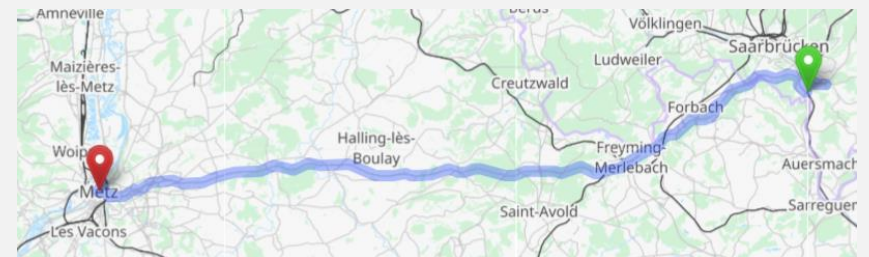 Amnéville
Völklingen
Saarbrücken
Maizières-
lès-Metz
Ludweiler
Creutzwald
Forbach
Halling-lès-
Boulay
Freyming-
Merlebach
Woip
Auersmach
Metz
Saint-Avold
Sarreguer
Les Vacons